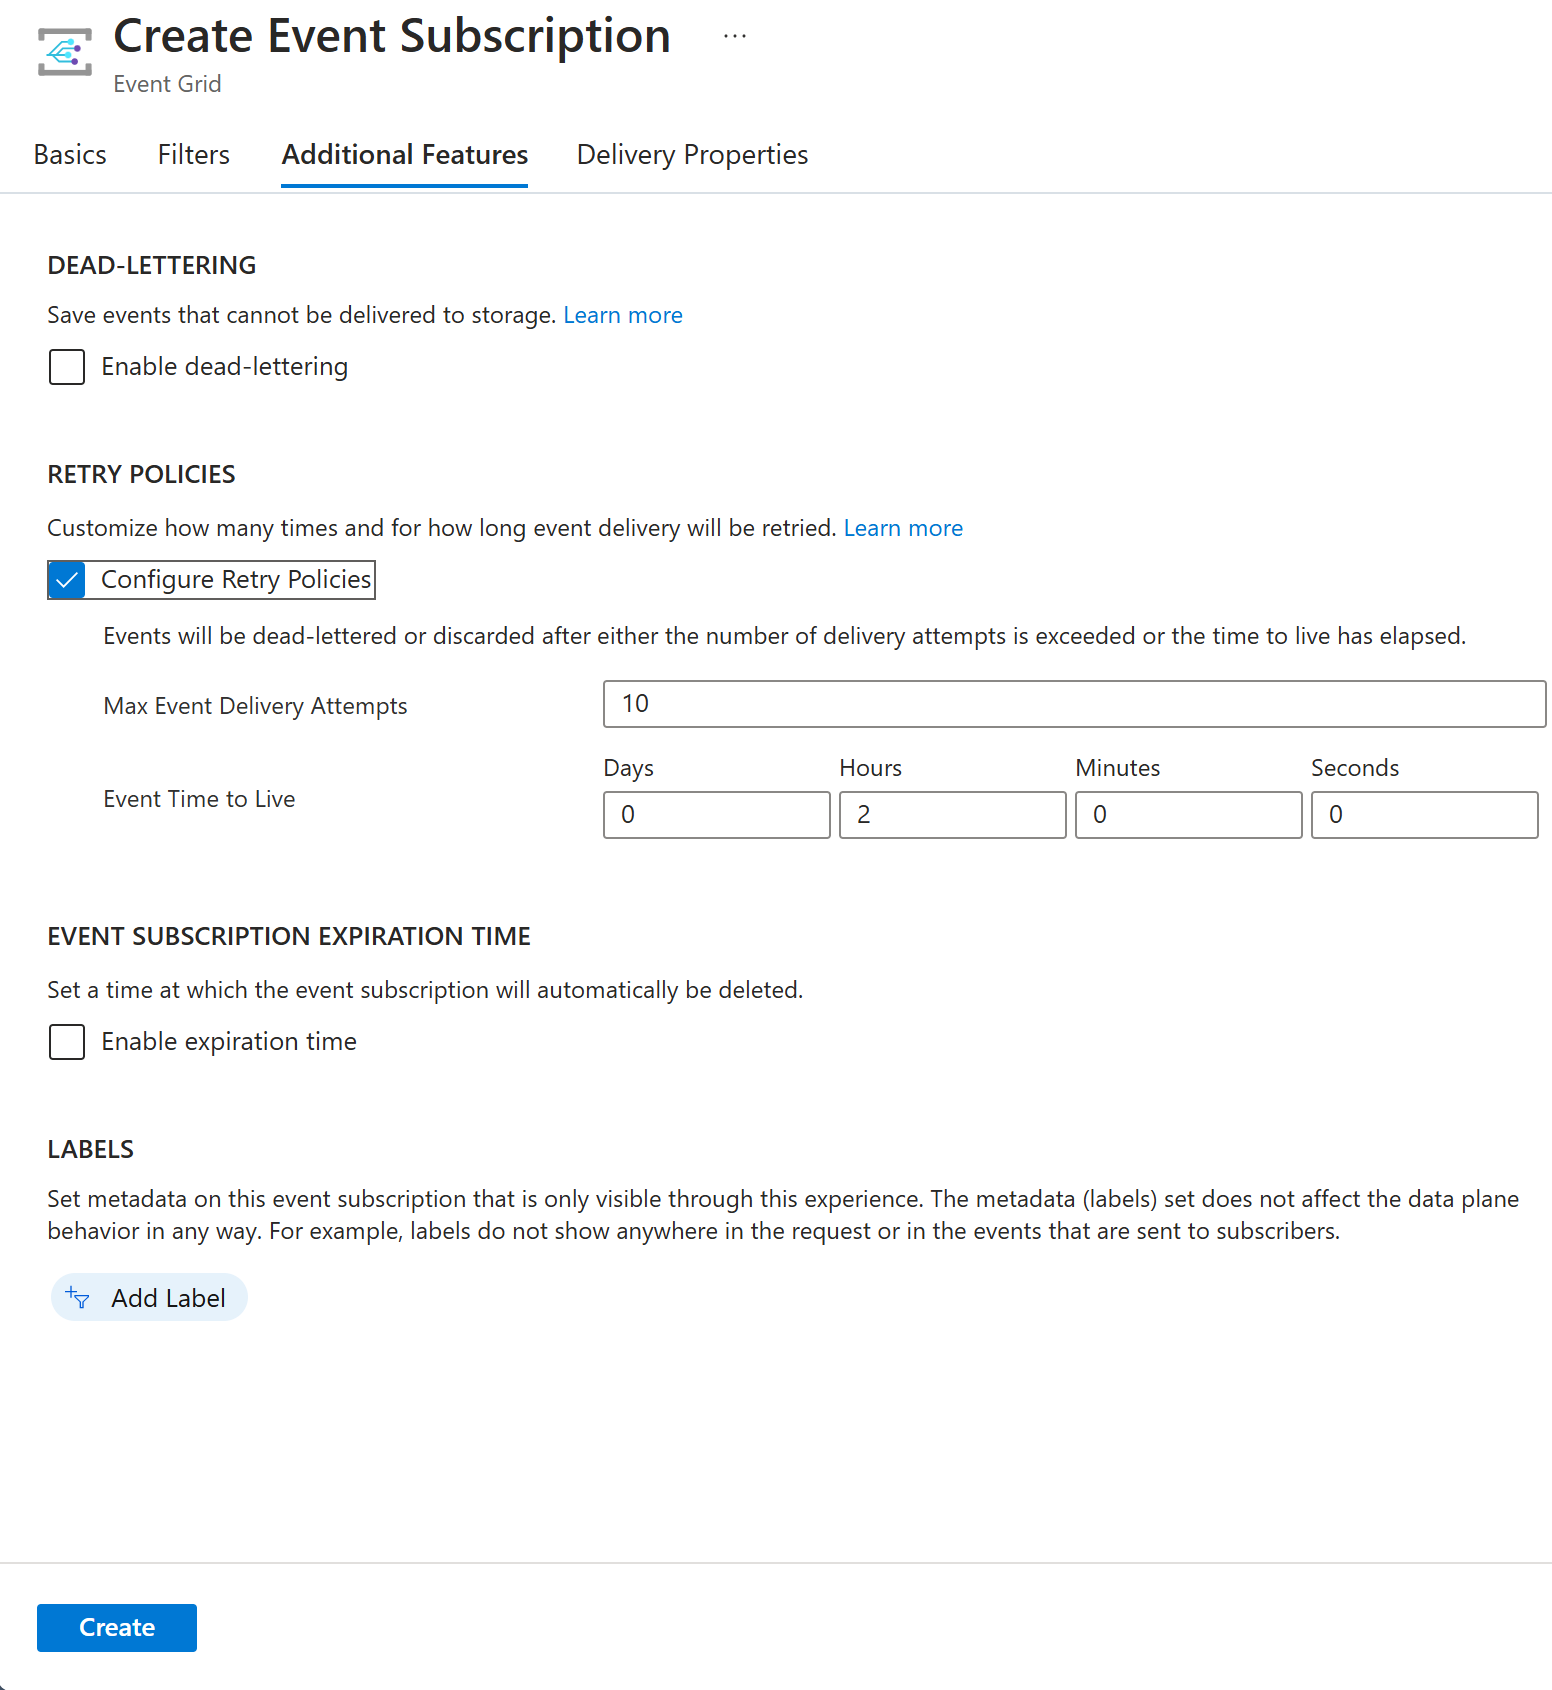 Create Event Subscription ...
Event Grid
Basics Filters Additional Features Delivery Properties
DEAD-LETTERING
Save events that cannot be delivered to storage. Learn more
Enable dead-lettering
RETRY POLICIES
Customize how many times and for how long event delivery will be retried. Learn more
Configure Retry Policies
Events will be dead-lettered or discarded after either the number of delivery attempts is exceeded or the time to live has elapsed.
Max Event Delivery Attempts 10
Days Hours Minutes Seconds
Event Time to Live 0 2 0 0
EVENT SUBSCRIPTION EXPIRATION TIME
Set a time at which the event subscription will automatically be deleted.
Enable expiration time
LABELS
Set metadata on this event subscription that is only visible through this experience. The metadata (labels) set does not affect the data plane
behavior in any way. For example, labels do not show anywhere in the request or in the events that are sent to subscribers.
Add Label
Create